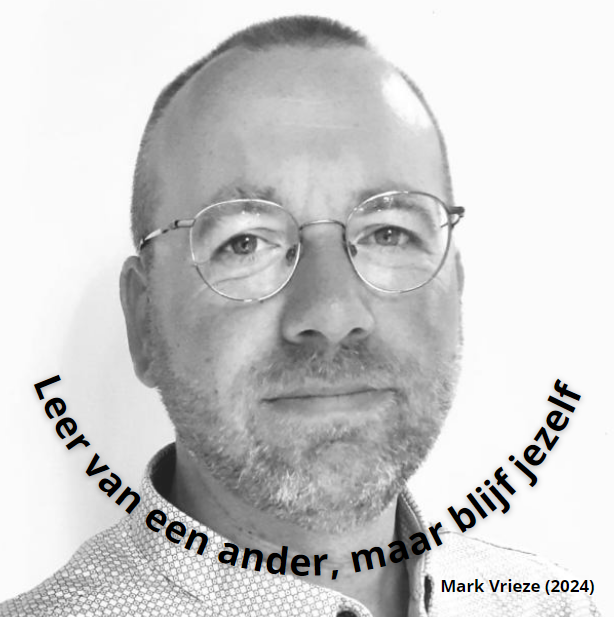 Leer van een ander, maar blijf jezelf
Mark Vrieze (2024)